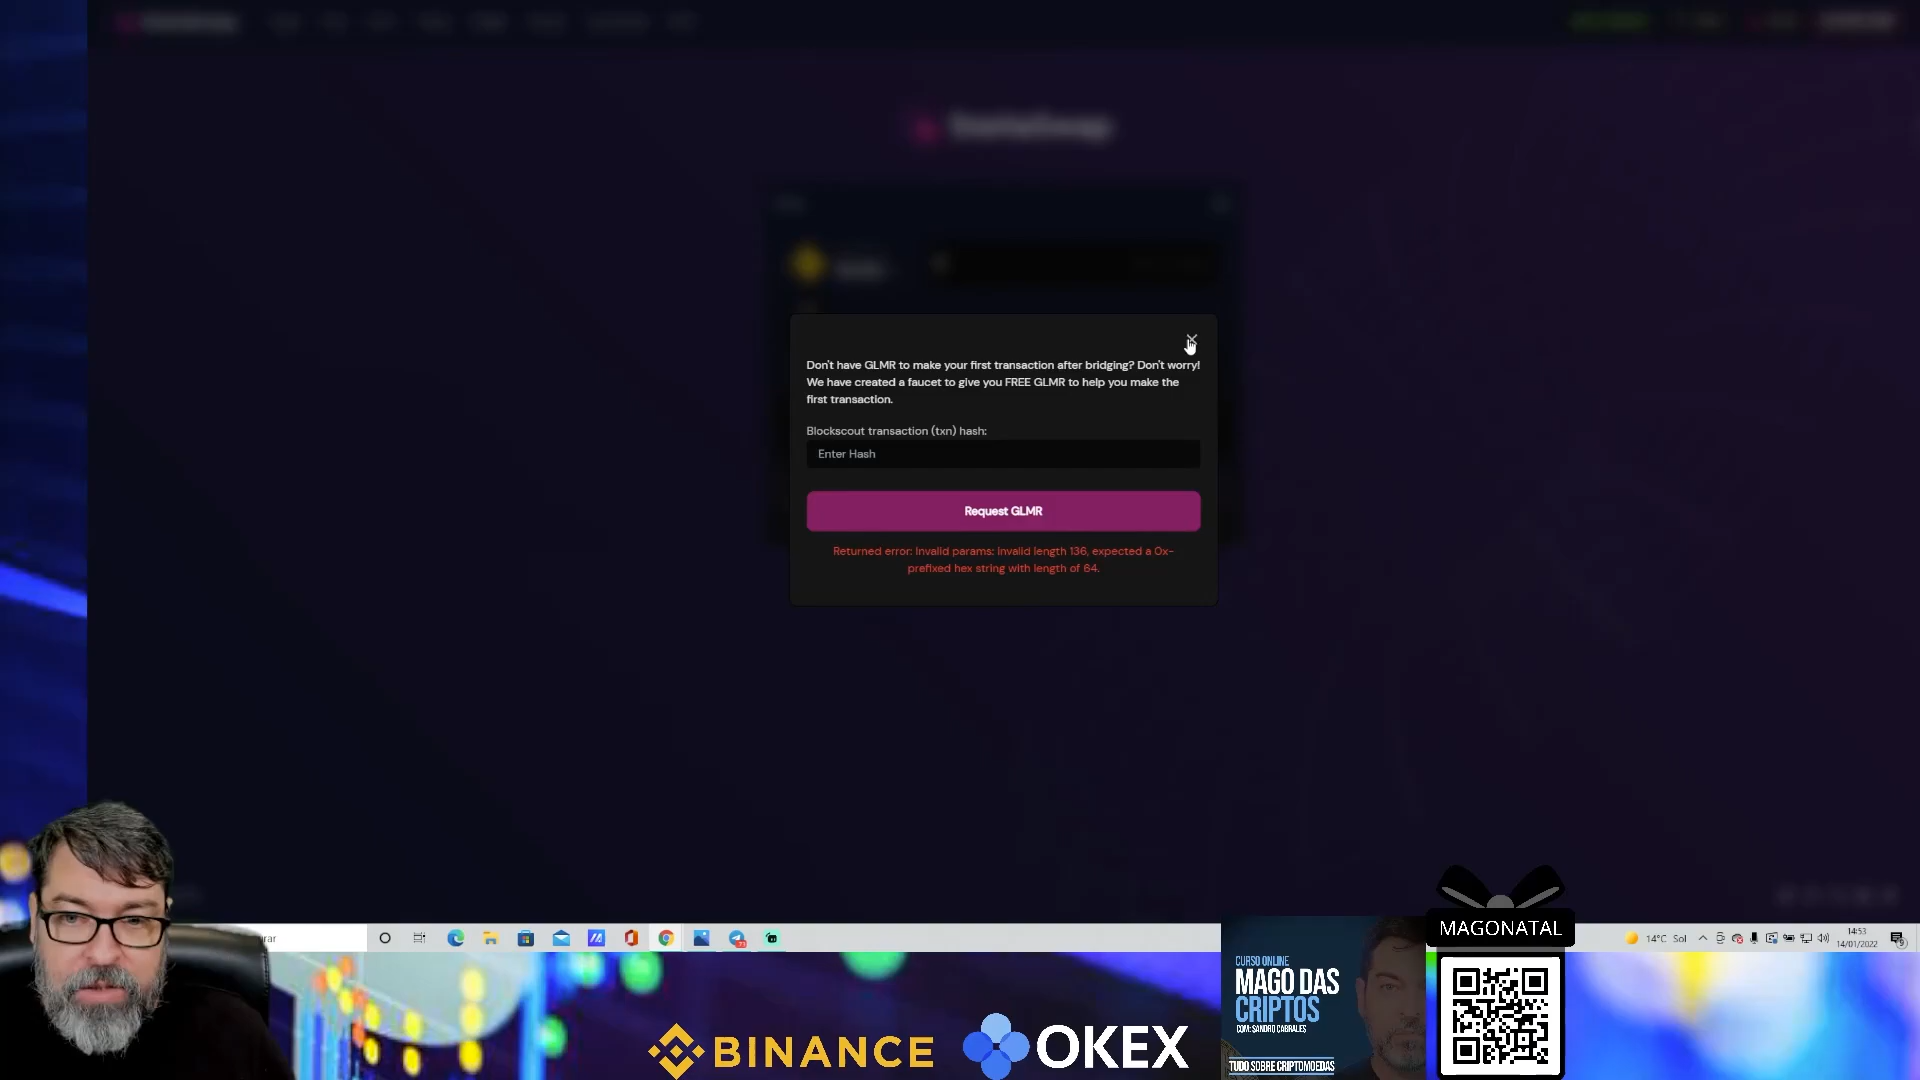 Don't have GLMR to make your first transaction after bridging? Don't worry!
We have created a faucet to give you FREE GLMR to help you make the
first transaction.
Blockscout transaction (txn) hash:
Enter Hash
Request GLMR
Returned error: Invalid params: invalid length 136, expected a 0x-
prefixed hex string with length of 64.
MAGONATAL
rar
14°C Sol
14:53
14/01/2022
CURSO ONLINE
MAGO DAS
CRIPTOS
COM: SANDRO CABRALES
TUDO SOBRE CRIPTOMOEDAS
BINANCE
OKEX